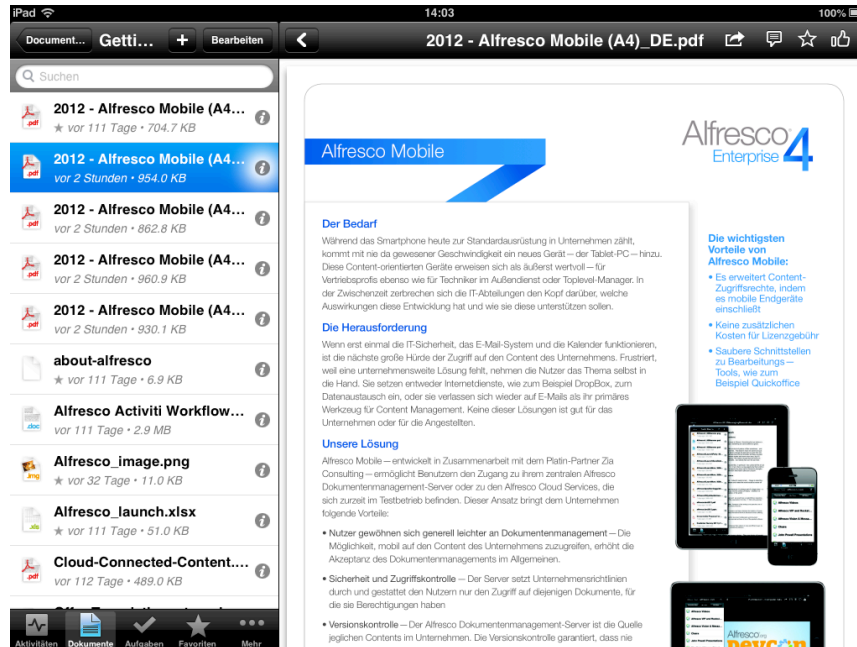 iPad 14:03 100%
Document... Getti... + Bearbeiten
2012 - Alfresco Mobile (A4)_DE.pdf
Suchen
2012 - Alfresco Mobile (A4...
★ vor 111 Tage • 704.7 KB
2012 - Alfresco Mobile (A4...
vor 2 Stunden • 954.0 KB
2012 - Alfresco Mobile (A4...
vor 2 Stunden • 862.8 KB
2012 - Alfresco Mobile (A4...
vor 2 Stunden • 960.9 KB
2012 - Alfresco Mobile (A4...
vor 2 Stunden • 930.1 KB
about-alfresco
★ vor 111 Tage • 6.9 KB
Alfresco Activiti Workflow...
vor 111 Tage • 2.9 MB
Alfresco_image.png
★ vor 32 Tage • 11.0 KB
Alfresco_launch.xlsx
★ vor 111 Tage • 51.0 KB
Cloud-Connected-Content....
vor 112 Tage • 489.0 KB
Aktivitäten Dokumente Aufgaben Favoriten Mehr
Alfresco Mobile
Alfresco 4
Enterprise
Der Bedarf
Während das Smartphone heute zur Standardausrüstung in Unternehmen zählt,
kommt mit nie da gewesener Geschwindigkeit ein neues Gerät — der Tablet-PC — hinzu.
Diese Content-orientierten Geräte erweisen sich als äußerst wertvoll — für
Vertriebsprofis ebenso wie für Techniker im Außendienst oder Toplevel-Manager. In
der Zwischenzeit zerbrechen sich die IT-Abteilungen den Kopf darüber, welche
Auswirkungen diese Entwicklung hat und wie sie diese unterstützen sollen.
Die Herausforderung
Wenn erst einmal die IT-Sicherheit, das E-Mail-System und die Kalender funktionieren,
ist die nächste große Hürde der Zugriff auf den Content des Unternehmens. Frustriert,
weil eine unternehmensweite Lösung fehlt, nehmen die Nutzer das Thema selbst in
die Hand. Sie setzen entweder Internetdienste, wie zum Beispiel DropBox, zum
Datenaustausch ein, oder sie verlassen sich wieder auf E-Mails als ihr primäres
Werkzeug für Content Management. Keine dieser Lösungen ist gut für das
Unternehmen oder für die Angestellten.
Unsere Lösung
Alfresco Mobile — entwickelt in Zusammenarbeit mit dem Platin-Partner Zia
Consulting — ermöglicht Benutzern den Zugang zu ihrem zentralen Alfresco
Dokumentenmanagement-Server oder zu den Alfresco Cloud Services, die
sich zurzeit im Testbetrieb befinden. Dieser Ansatz bringt dem Unternehmen
folgende Vorteile:
• Nutzer gewöhnen sich generell leichter an Dokumentenmanagement — Die
Möglichkeit, mobil auf den Content des Unternehmens zuzugreifen, erhöht die
Akzeptanz des Dokumentenmanagements im Allgemeinen.
• Sicherheit und Zugriffskontrolle — Der Server setzt Unternehmensrichtlinien
durch und gestattet den Nutzern nur den Zugriff auf diejenigen Dokumente, für
die sie Berechtigungen haben
• Versionskontrolle — Der Alfresco Dokumentenmanagement-Server ist die Quelle
jeglichen Contents im Unternehmen. Die Versionskontrolle garantiert, dass nie
Die wichtigsten
Vorteile von
Alfresco Mobile:
• Es erweitert Content-
Zugriffsrechte, indem
es mobile Endgeräte
einschließt
• Keine zusätzlichen
Kosten für Lizenzgebühr
• Saubere Schnittstellen
zu Bearbeitungs—
Tools, wie zum
Beispiel Quickoffice
Alfresco
devcon